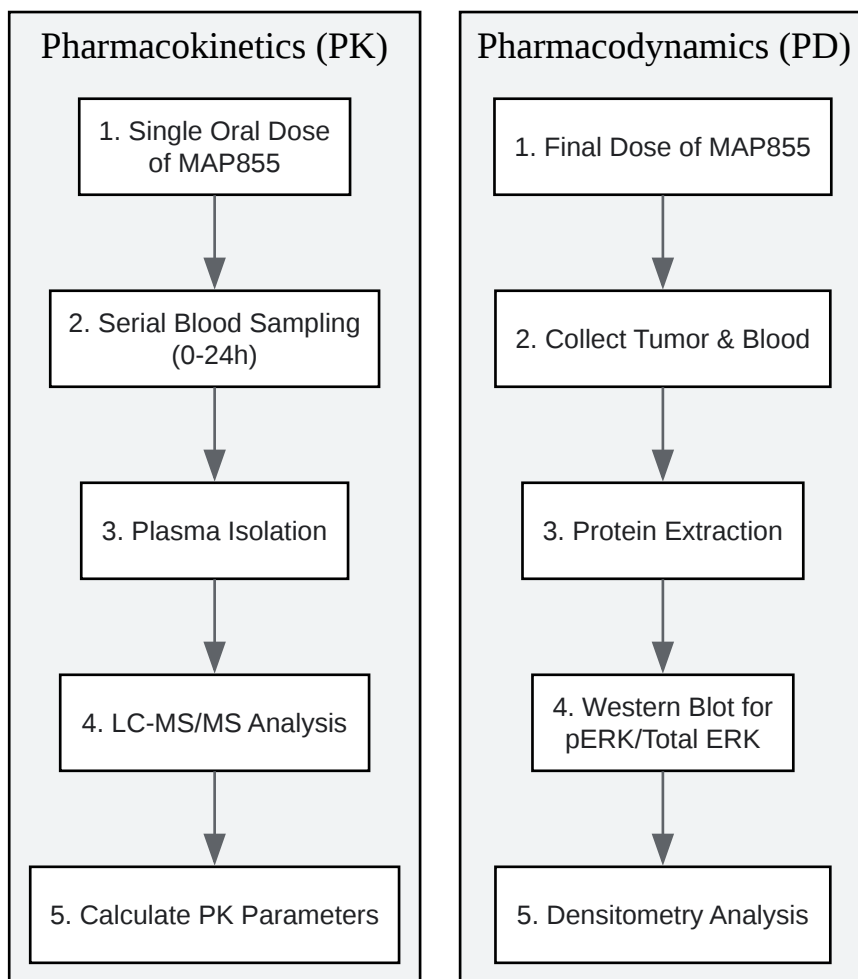 Pharmacokinetics (PK)
1. Single Oral Dose
of MAP855
2. Serial Blood Sampling
(0-24h)
3. Plasma Isolation
4. LC-MS/MS Analysis
5. Calculate PK Parameters
Pharmacodynamics (PD)
1. Final Dose of MAP855
2. Collect Tumor & Blood
3. Protein Extraction
4. Western Blot for
pERK/Total ERK
5. Densitometry Analysis